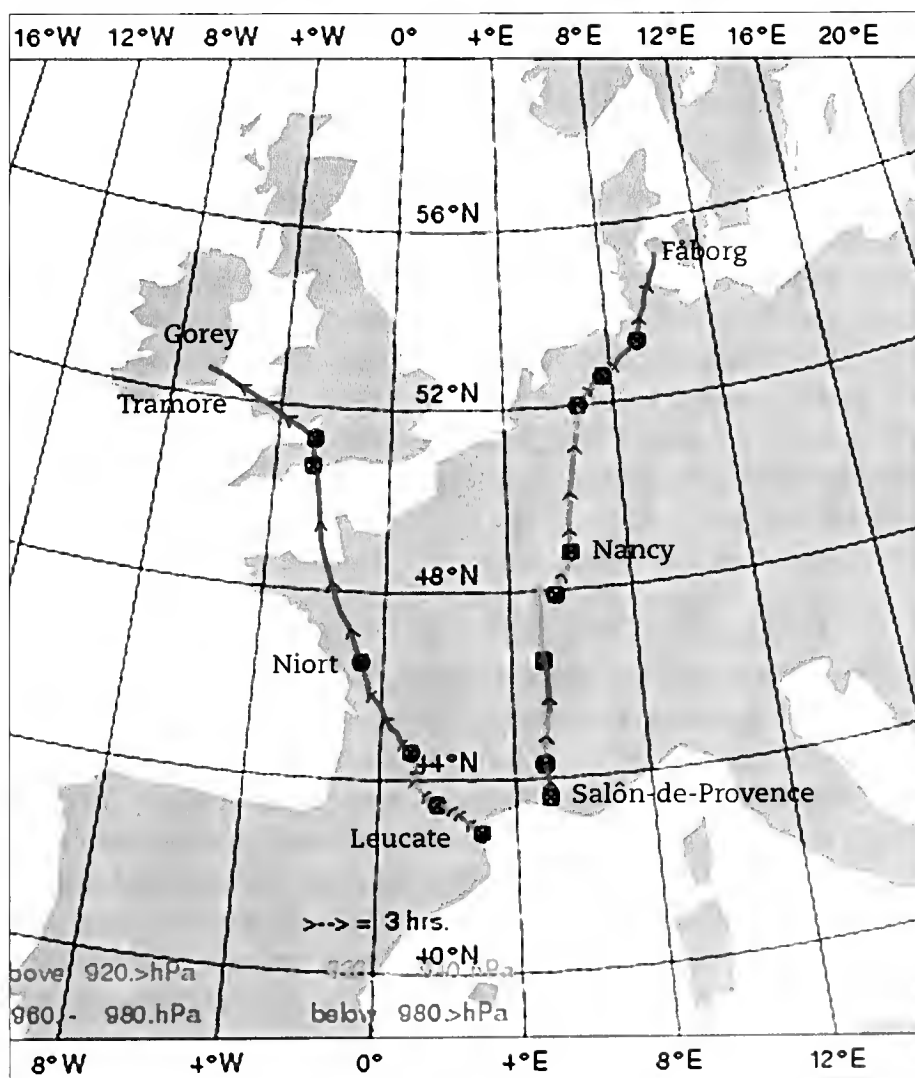 16°W 12°W 8°W 4°W 0° 4°E 8°E 12°E 16°E 20°E
56°N
Fåborg
Gorey
52°N
Tramore
Nancy
48°N
Niort
44°N
Salôn-de-Provence
Leucate
>--> = 3 hrs.
40°N
bove 920.>hPa
960.- 980.hPa below 980.>hPa
8°W 4°W 0° 4°E 8°E 12°E